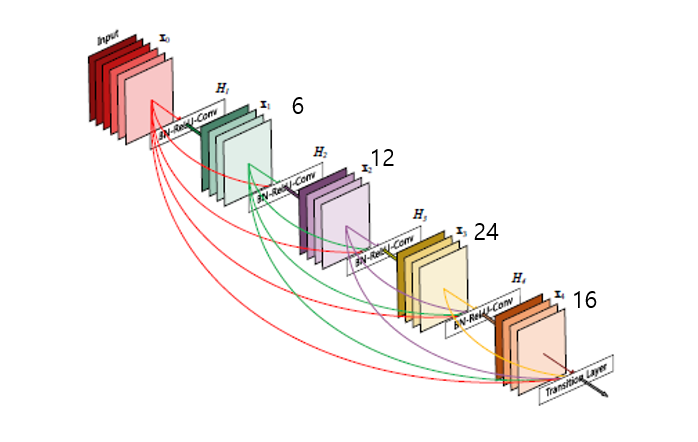 Input
x₀
H₁
BN-ReLU-Conv
x₁
6
H₂
BN-ReLU-Conv
x₂
12
H₃
BN-ReLU-Conv
x₃
24
H₄
BN-ReLU-Conv
x₄
16
Transition Layer